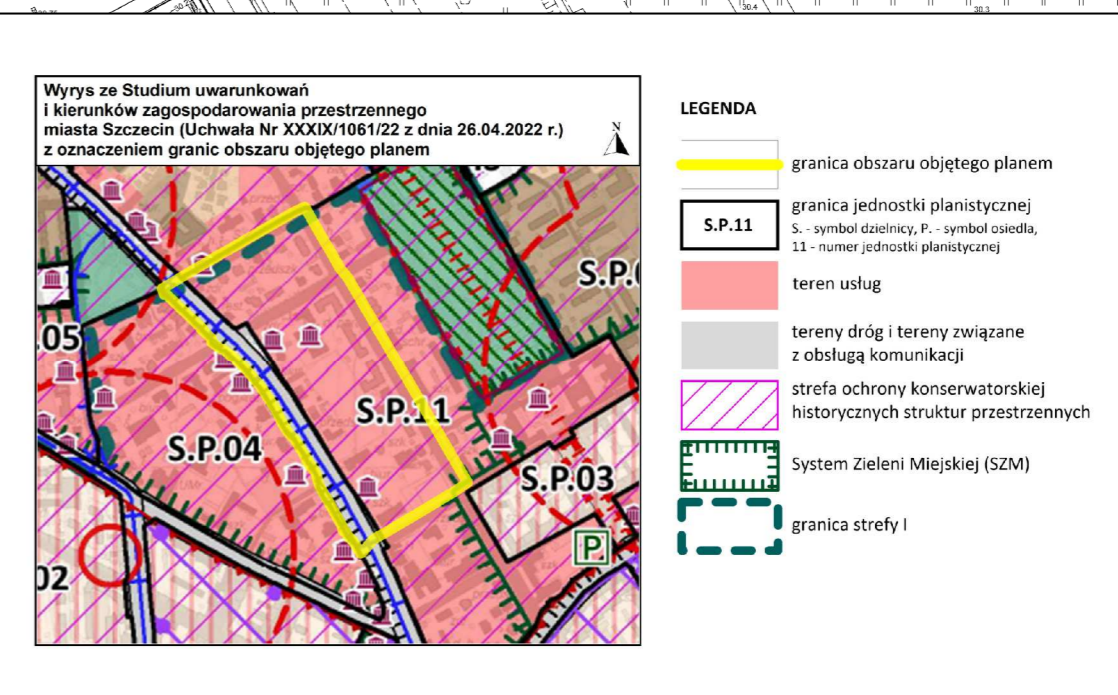 30.4
30.3
Wyrys ze Studium uwarunkowań
i kierunków zagospodarowania przestrzennego
miasta Szczecin (Uchwała Nr XXXIX/1061/22 z dnia 26.04.2022 r.)
z oznaczeniem granic obszaru objętego planem
N
S.P.0
.05
S.P.11
S.P.04
S.P.03
P
02
LEGENDA
granica obszaru objętego planem
S.P.11
granica jednostki planistycznej
S. - symbol dzielnicy, P. - symbol osiedla,
11 - numer jednostki planistycznej
teren usług
tereny dróg i tereny związane
z obsługą komunikacji
strefa ochrony konserwatorskiej
historycznych struktur przestrzennych
System Zieleni Miejskiej (SZM)
granica strefy I